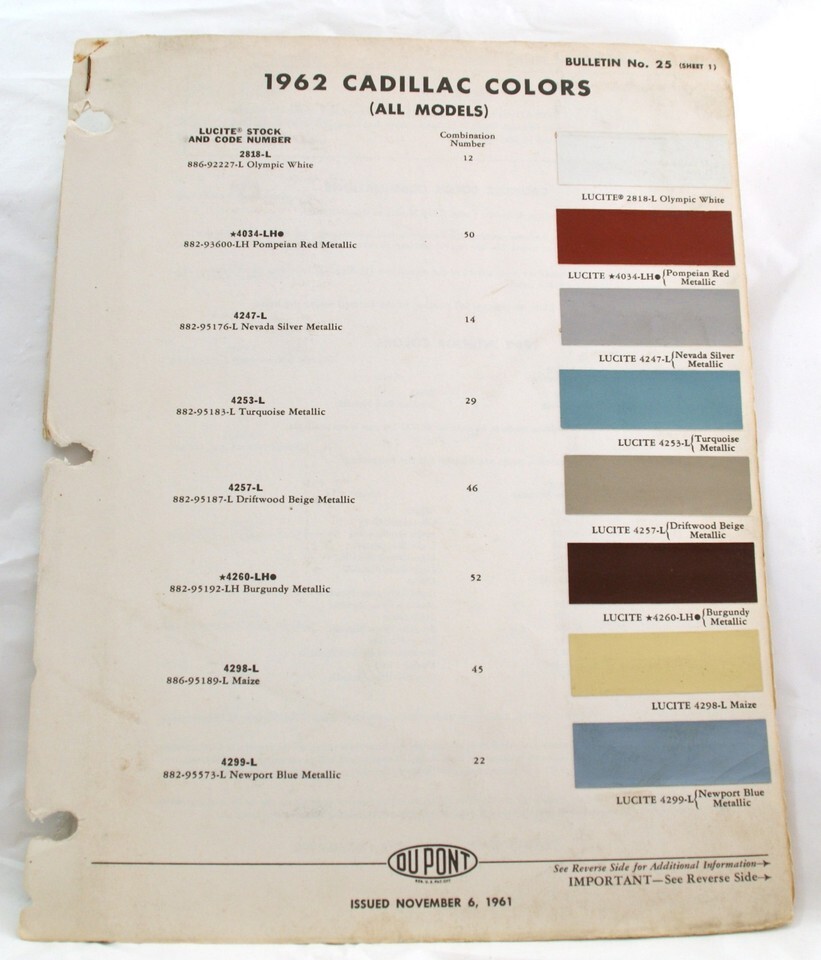 BULLETIN No. 25 (SHEET 1)
1962 CADILLAC COLORS
(ALL MODELS)
LUCITE® STOCK
AND CODE NUMBER
Combination
Number
2818-L
886-92227-L Olympic White
12
LUCITE® 2818-L Olympic White
★4034-LH●
882-93600-LH Pompeian Red Metallic
50
LUCITE ★4034-LH● {Pompeian Red
Metallic
4247-L
882-95176-L Nevada Silver Metallic
14
LUCITE 4247-L {Nevada Silver
Metallic
4253-L
882-95183-L Turquoise Metallic
29
LUCITE 4253-L {Turquoise
Metallic
4257-L
882-95187-L Driftwood Beige Metallic
46
LUCITE 4257-L {Driftwood Beige
Metallic
★4260-LH●
882-95192-LH Burgundy Metallic
52
LUCITE ★4260-LH● {Burgundy
Metallic
4298-L
886-95189-L Maize
45
LUCITE 4298-L Maize
4299-L
882-95573-L Newport Blue Metallic
22
LUCITE 4299-L {Newport Blue
Metallic
DU PONT
REG. U.S. PAT. OFF.
See Reverse Side for Additional Information
IMPORTANT—See Reverse Side
ISSUED NOVEMBER 6, 1961